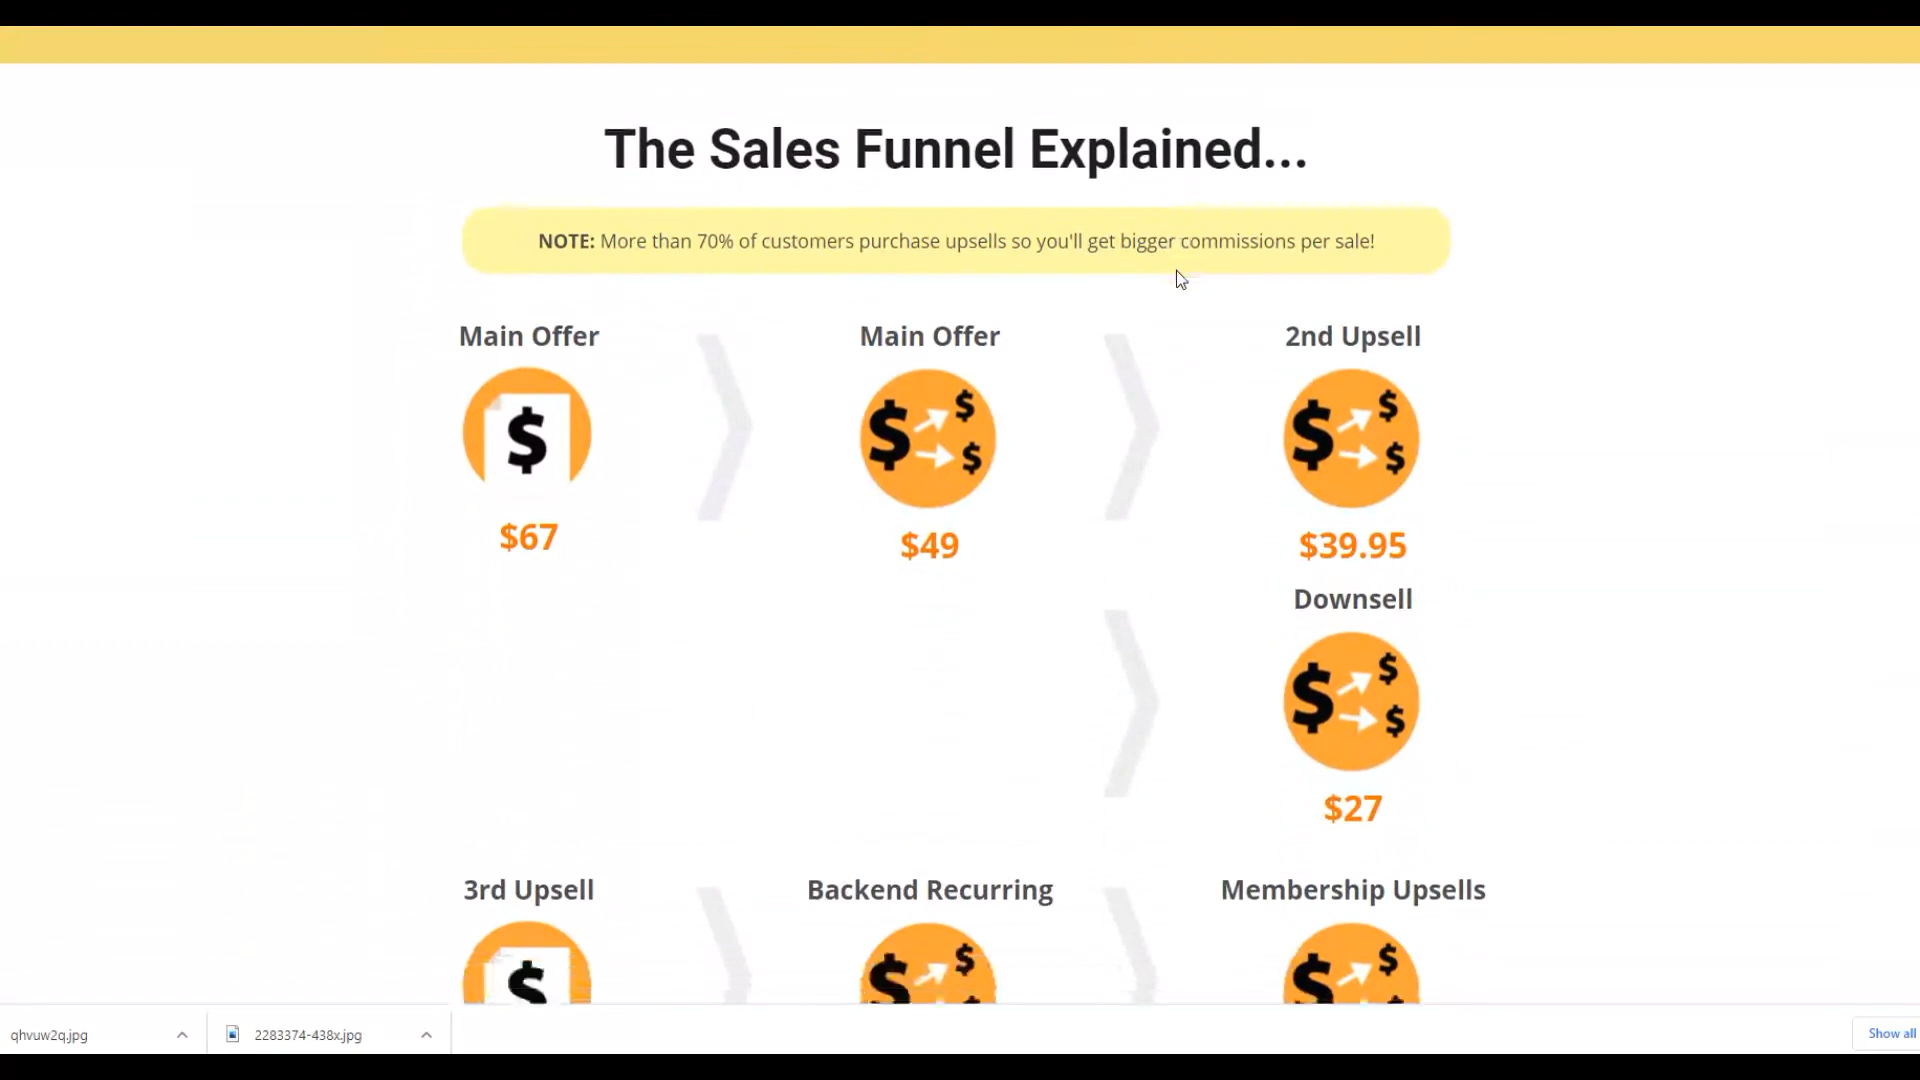 The Sales Funnel Explained...
NOTE: More than 70% of customers purchase upsells so you'll get bigger commissions per sale!
Main Offer
Main Offer
2nd Upsell
$
$ $ $
$ $ $
$67
$49
$39.95
Downsell
$ $ $
$27
3rd Upsell
Backend Recurring
Membership Upsells
$
$ $
$ $
qhvuw2q.jpg
2283374-438x.jpg
Show all